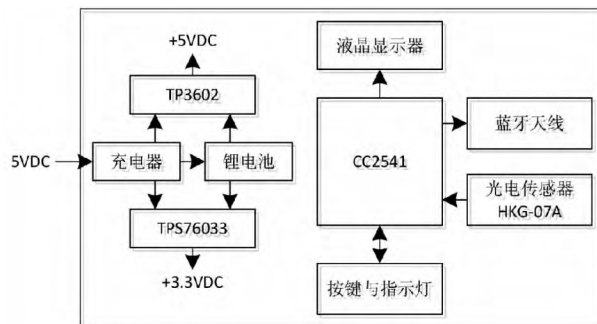 +5VDC
TP3602
5VDC
充电器
锂电池
TPS76033
+3.3VDC
液晶显示器
CC2541
蓝牙天线
光电传感器
HKG-07A
按键与指示灯